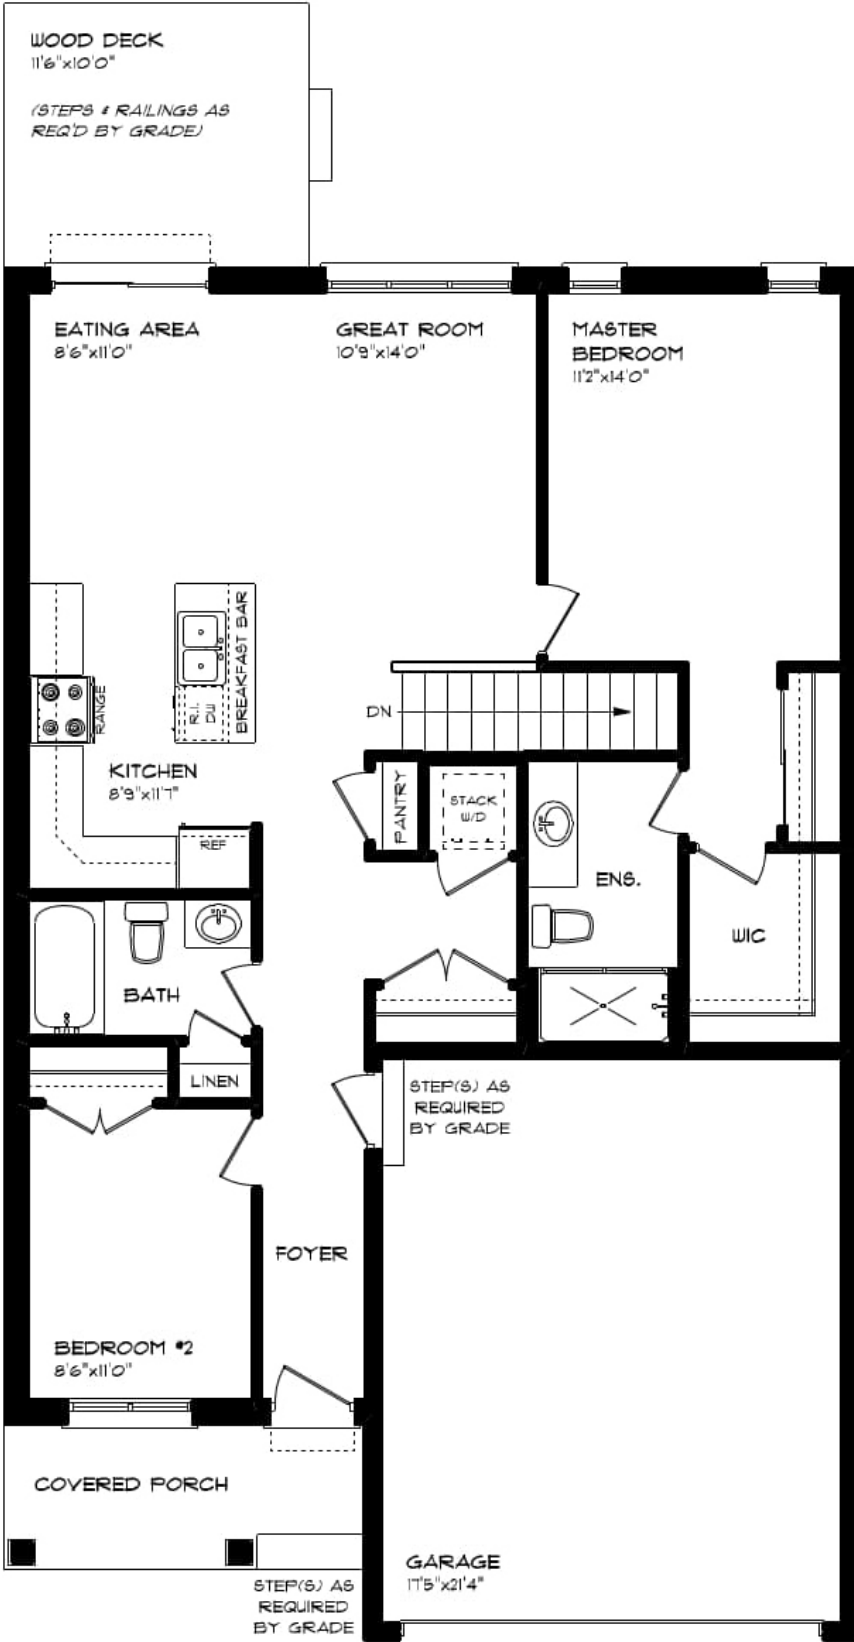 WOOD DECK
11'6"x10'0"
(STEPS & RAILINGS AS
REQ'D BY GRADE)
EATING AREA
8'6"x11'0"
GREAT ROOM
10'9"x14'0"
MASTER
BEDROOM
11'2"x14'0"
BREAKFAST BAR
RANGE
R.I.
DW
DN
KITCHEN
8'9"x11'7"
PANTRY
STACK
W/D
REF
ENS.
WIC
BATH
LINEN
STEP(S) AS
REQUIRED
BY GRADE
FOYER
BEDROOM #2
8'6"x11'0"
COVERED PORCH
GARAGE
17'5"x21'4"
STEP(S) AS
REQUIRED
BY GRADE